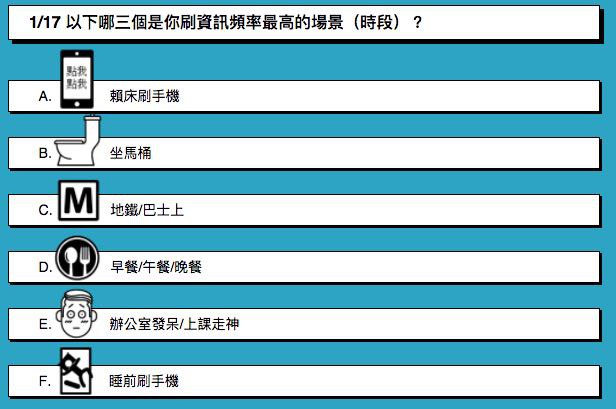 1/17 以下哪三個是你刷資訊頻率最高的場景（時段）？
點我
點我
A. 賴床刷手機
B. 坐馬桶
C. M 地鐵/巴士上
D. 早餐/午餐/晚餐
E. 辦公室發呆/上課走神
F. 睡前刷手機